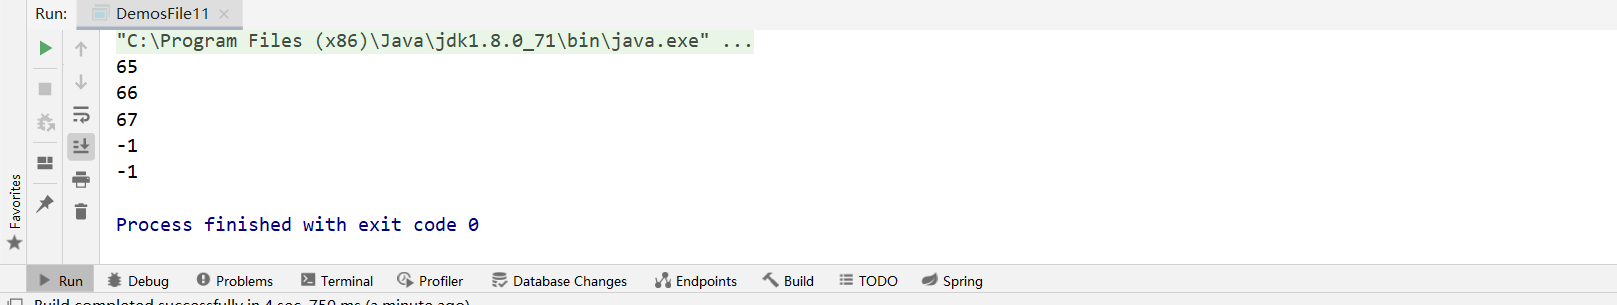 Run: DemosFile11
"C:\Program Files (x86)\Java\jdk1.8.0_71\bin\java.exe" ...
65
66
67
-1
-1
Process finished with exit code 0
Favorites
Run Debug Problems Terminal Profiler Database Changes Endpoints Build TODO Spring
Build completed successfully in 4 sec, 750 ms (a minute ago)